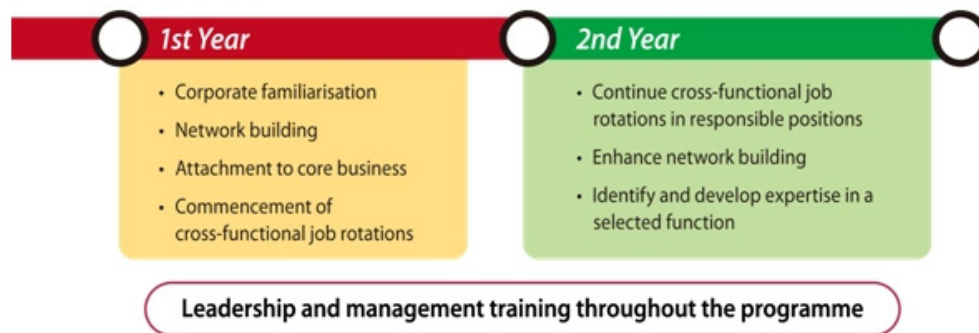 1st Year
• Corporate familiarisation
• Network building
• Attachment to core business
• Commencement of
cross-functional job rotations
2nd Year
• Continue cross-functional job
rotations in responsible positions
• Enhance network building
• Identify and develop expertise in a
selected function
Leadership and management training throughout the programme